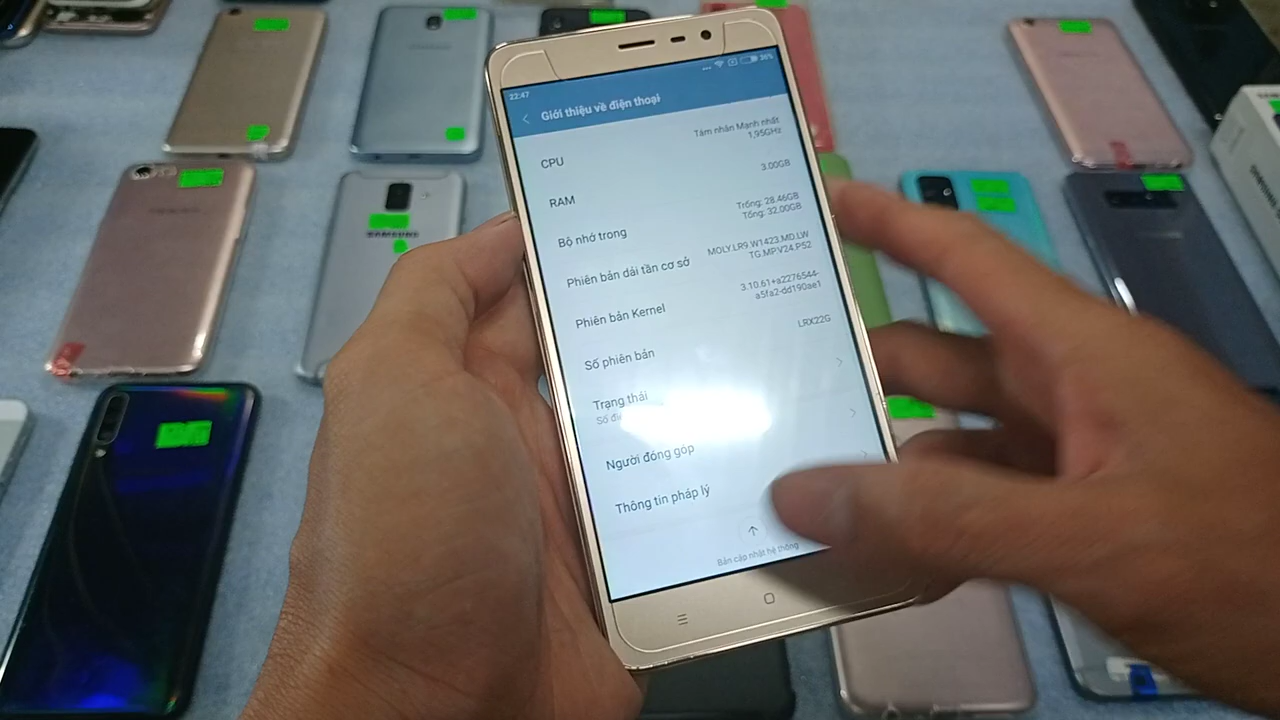 22:47
36%
Giới thiệu về điện thoại
CPU
Tám nhân Mạnh nhất
1,95GHz
RAM
3.00GB
Bộ nhớ trong
Trống: 28.46GB
Tổng: 32.00GB
Phiên bản dải tần cơ sở
MOLY.LR9.W1423.MD.LW
TG.MP.V24.P52
Phiên bản Kernel
3.10.61+a2276544-
a5fa2-dd190ae1
Số phiên bản
LRX22G
Trạng thái
Số
Người đóng góp
Thông tin pháp lý
Bản cập nhật hệ thống
SAMSUNG